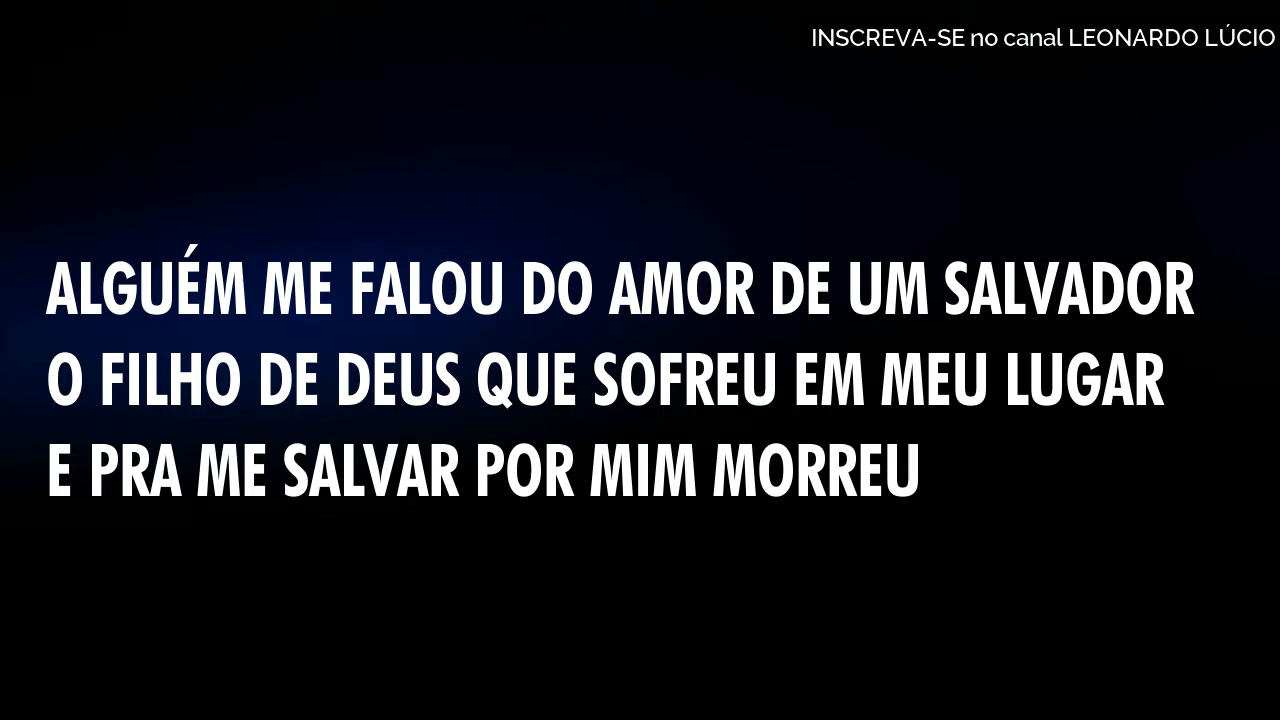 INSCREVA-SE no canal LEONARDO LÚCIO
ALGUÉM ME FALOU DO AMOR DE UM SALVADOR
O FILHO DE DEUS QUE SOFREU EM MEU LUGAR
E PRA ME SALVAR POR MIM MORREU